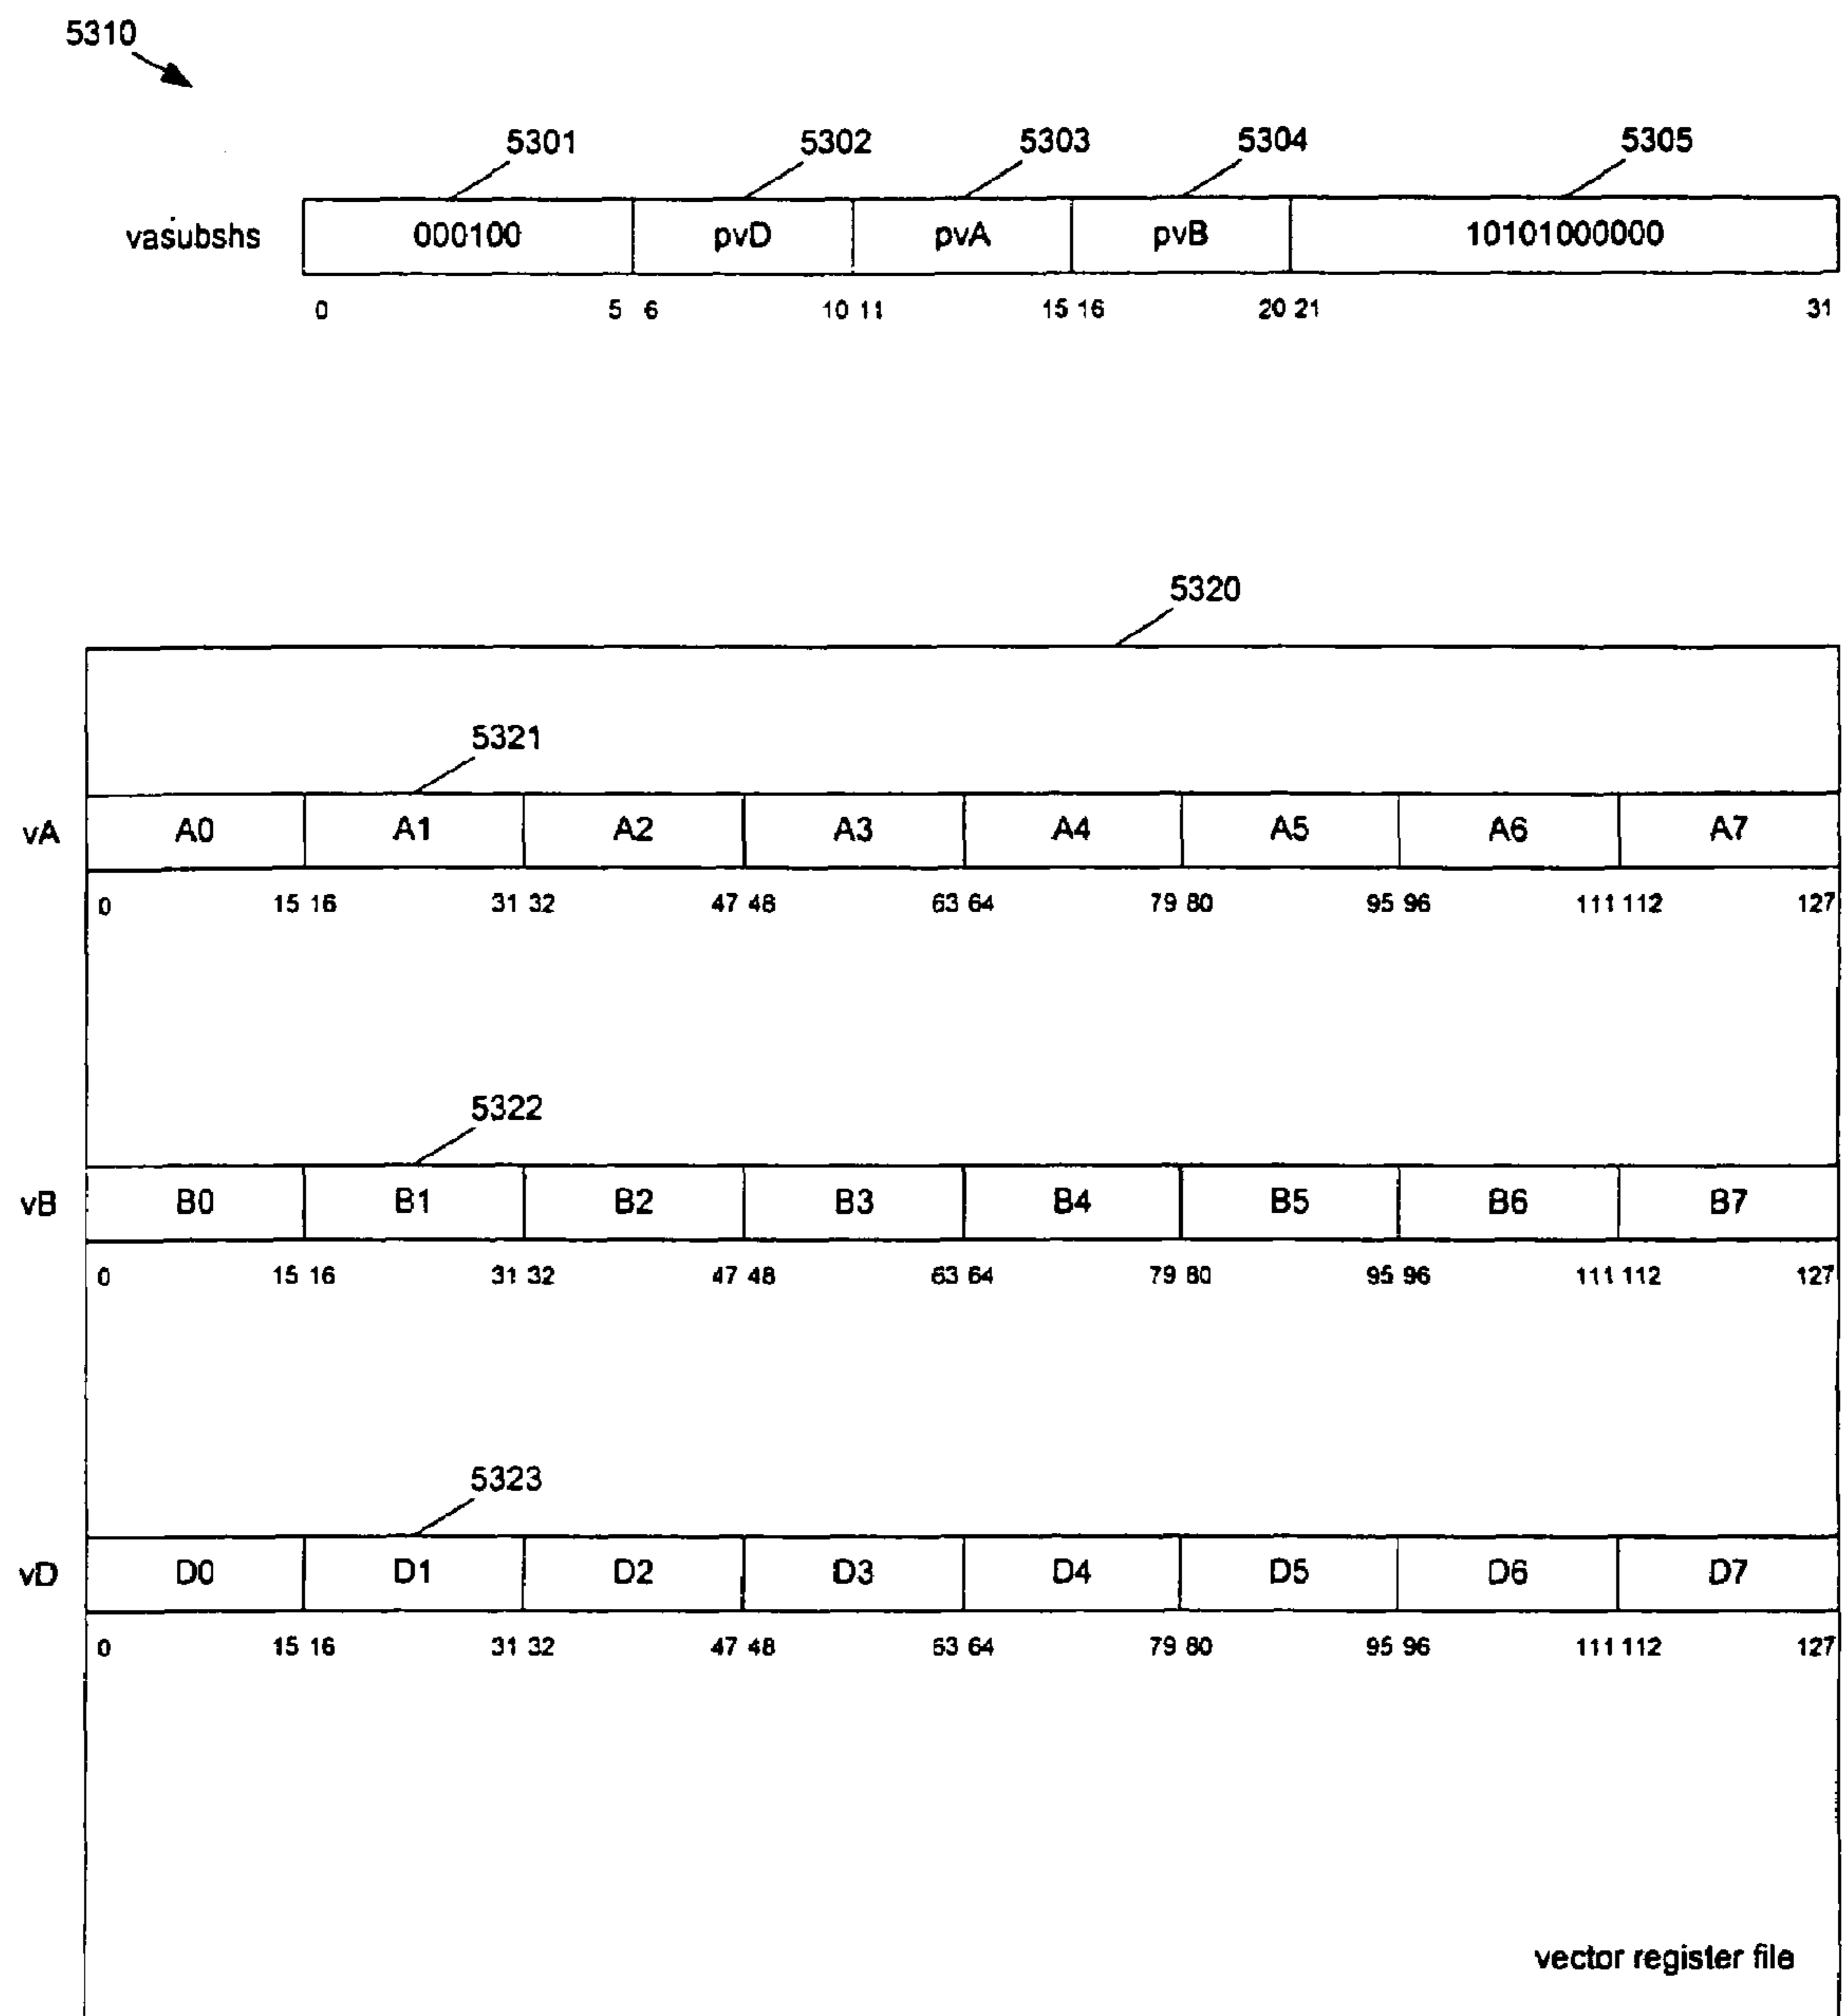 5310
5301 5302 5303 5304 5305
vasubshs 000100 pvD pvA pvB 10101000000
0 5 6 10 11 15 16 20 21 31
5320
5321
vA A0 A1 A2 A3 A4 A5 A6 A7
0 15 16 31 32 47 48 63 64 79 80 95 96 111 112 127
5322
vB B0 B1 B2 B3 B4 B5 B6 B7
0 15 16 31 32 47 48 63 64 79 80 95 96 111 112 127
5323
vD D0 D1 D2 D3 D4 D5 D6 D7
0 15 16 31 32 47 48 63 64 79 80 95 96 111 112 127
vector register file